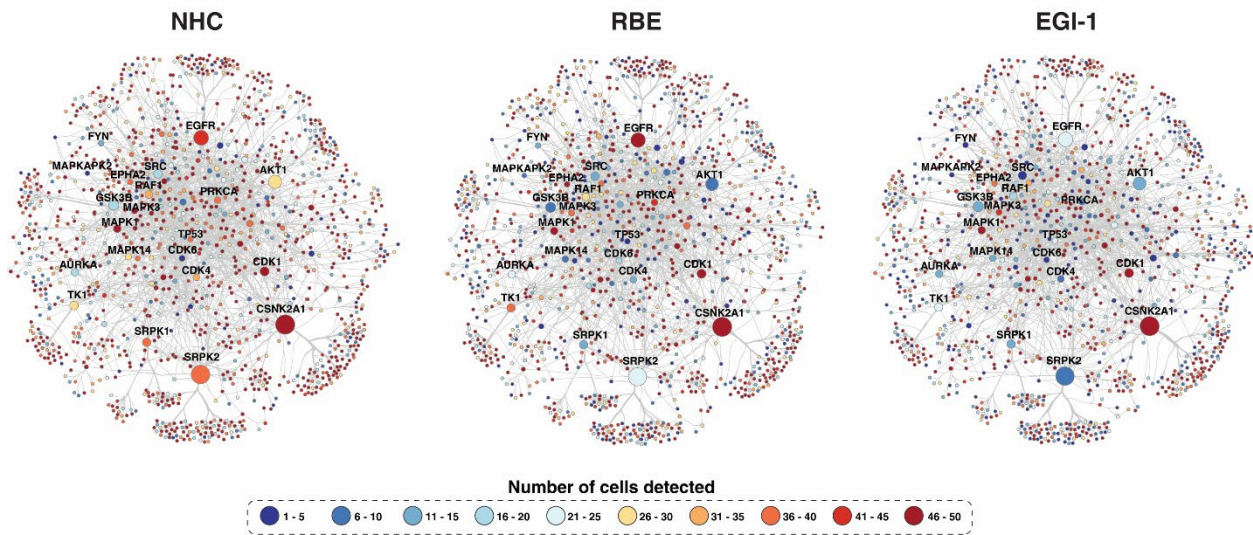 NHC
EGFR
FYN
MAPKAPK2
SRC
EPHA2
AKT1
RAF1
PRKCA
GSK3B
MAPK3
MAPK1
TP53
MAPK14
CDK6
AURKA
CDK4
CDK1
TK1
CSNK2A1
SRPK1
SRPK2
RBE
EGFR
FYN
MAPKAPK2
SRC
EPHA2
AKT1
RAF1
PRKCA
GSK3B
MAPK3
MAPK1
TP53
MAPK14
CDK6
AURKA
CDK4
CDK1
TK1
CSNK2A1
SRPK1
SRPK2
EGI-1
EGFR
FYN
MAPKAPK2
SRC
EPHA2
AKT1
RAF1
PRKCA
GSK3B
MAPK3
MAPK1
TP53
MAPK14
CDK6
AURKA
CDK4
CDK1
TK1
CSNK2A1
SRPK1
SRPK2
Number of cells detected
1 - 5 6 - 10 11 - 15 16 - 20 21 - 25 26 - 30 31 - 35 36 - 40 41 - 45 46 - 50